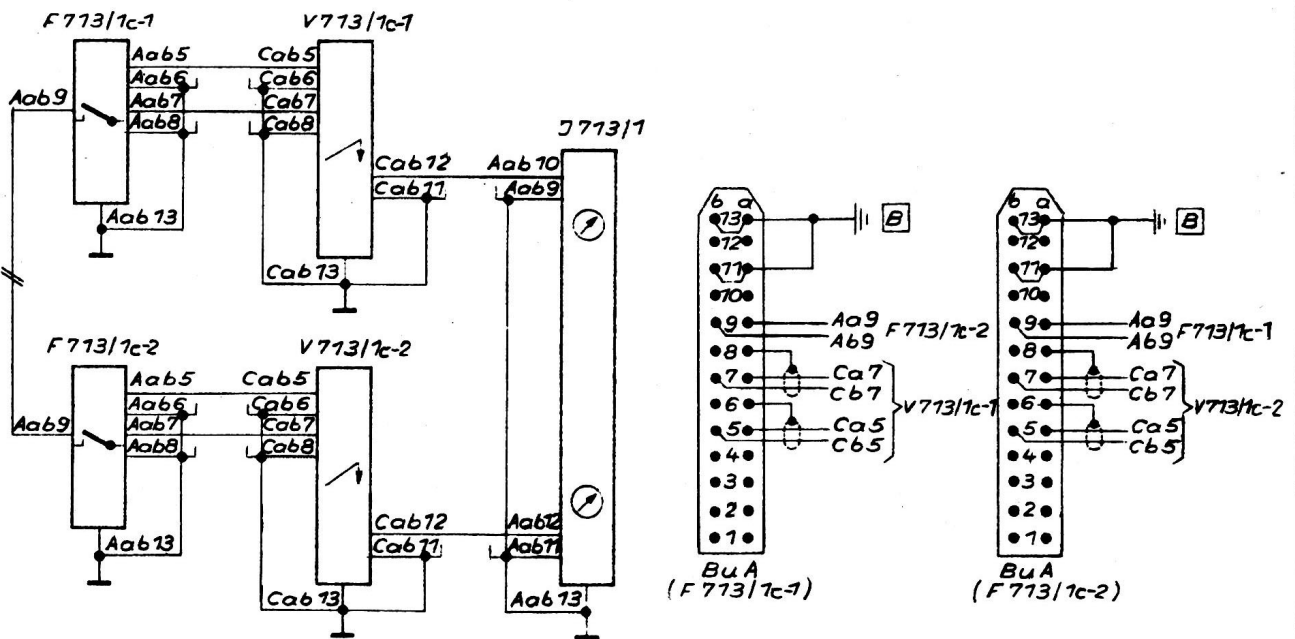 F713/1c-1
V713/1c-1
Aab5
Cab5
Aab6
Cab6
Aab9
Aab7
Cab7
Aab8
Cab8
J713/1
Cab12
Aab10
Cab11
Aab9
Aab13
Cab13
F713/1c-2
V713/1c-2
Aab5
Cab5
Aab6
Cab6
Aab9
Aab7
Cab7
Aab8
Cab8
Cab12
Aab12
Cab11
Aab11
Aab13
Cab13
Aab13
b a
13
B
12
11
10
9
Aa9
Ab9
F713/1c-2
8
7
Ca7
Cb7
V713/1c-1
6
5
Ca5
Cb5
4
3
2
1
BuA
(F713/1c-1)
b a
13
B
12
11
10
9
Aa9
Ab9
F713/1c-1
8
7
Ca7
Cb7
V713/1c-2
6
5
Ca5
Cb5
4
3
2
1
BuA
(F713/1c-2)